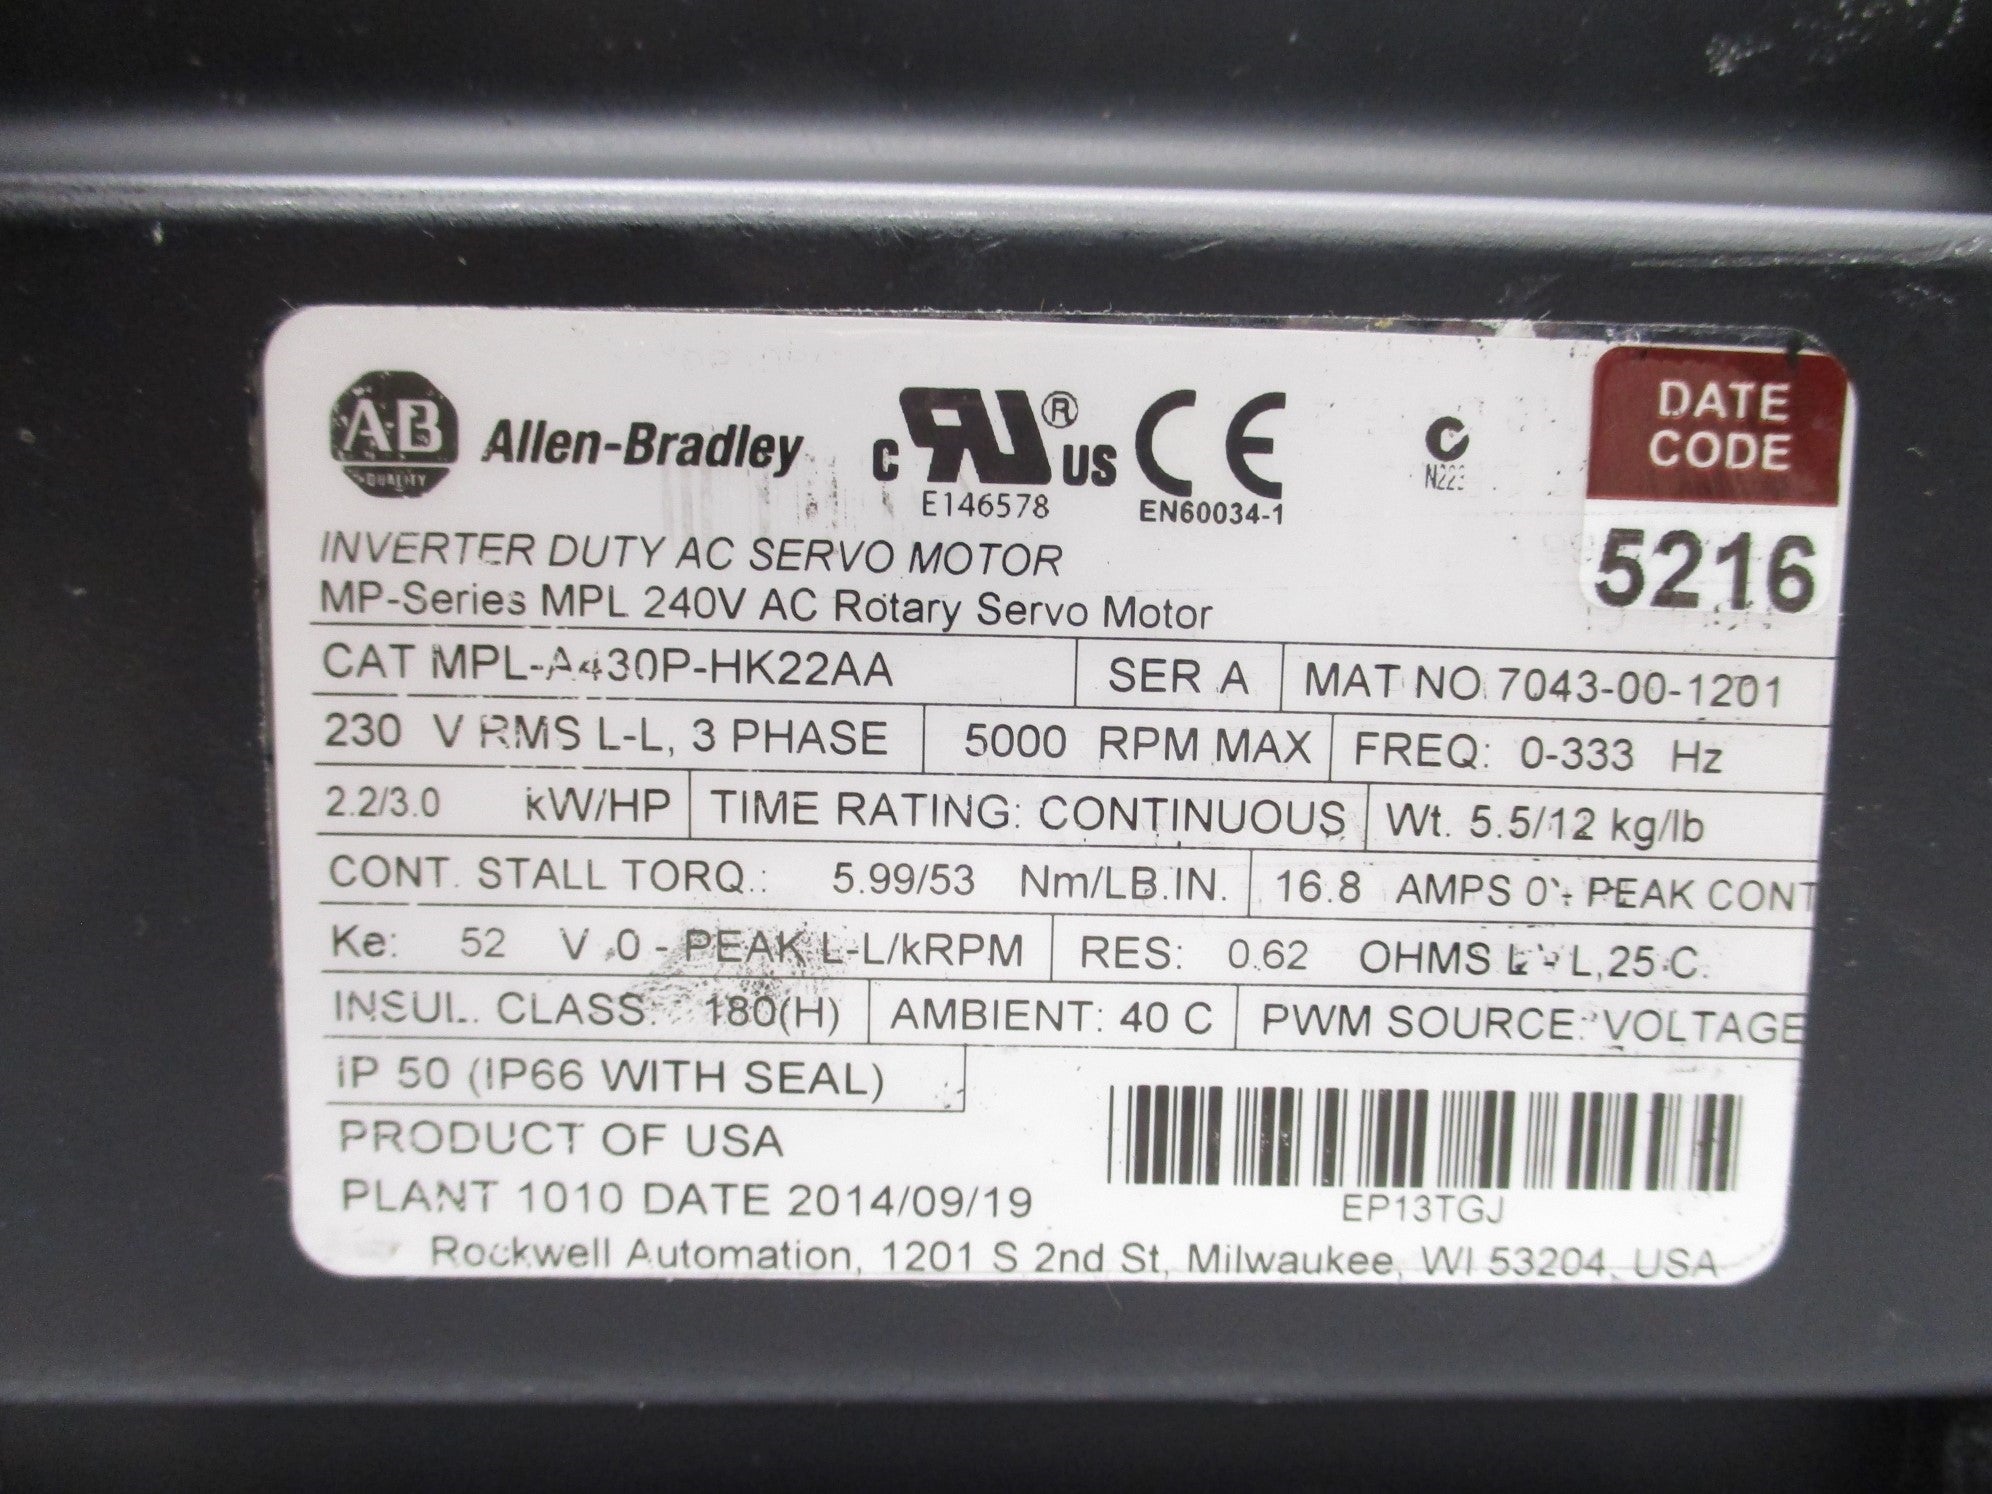 AB
QUALITY
Allen-Bradley
C UR ® US
E146578
CE
EN60034-1
DATE
CODE
5216
INVERTER DUTY AC SERVO MOTOR
MP-Series MPL 240V AC Rotary Servo Motor
CAT MPL-A430P-HK22AA SER A MAT NO. 7043-00-1201
230 V RMS L-L, 3 PHASE 5000 RPM MAX FREQ: 0-333 Hz
2.2/3.0 kW/HP TIME RATING: CONTINUOUS Wt. 5.5/12 kg/lb
CONT. STALL TORQ.: 5.99/53 Nm/LB.IN. 16.8 AMPS 0 - PEAK CONT
Ke: 52 V 0 - PEAK L-L/kRPM RES: 0.62 OHMS L - L, 25 C.
INSUL. CLASS: 180(H) AMBIENT: 40 C PWM SOURCE: VOLTAGE
IP 50 (IP66 WITH SEAL)
PRODUCT OF USA
PLANT 1010 DATE 2014/09/19
EP13TGJ
Rockwell Automation, 1201 S 2nd St, Milwaukee, WI 53204, USA